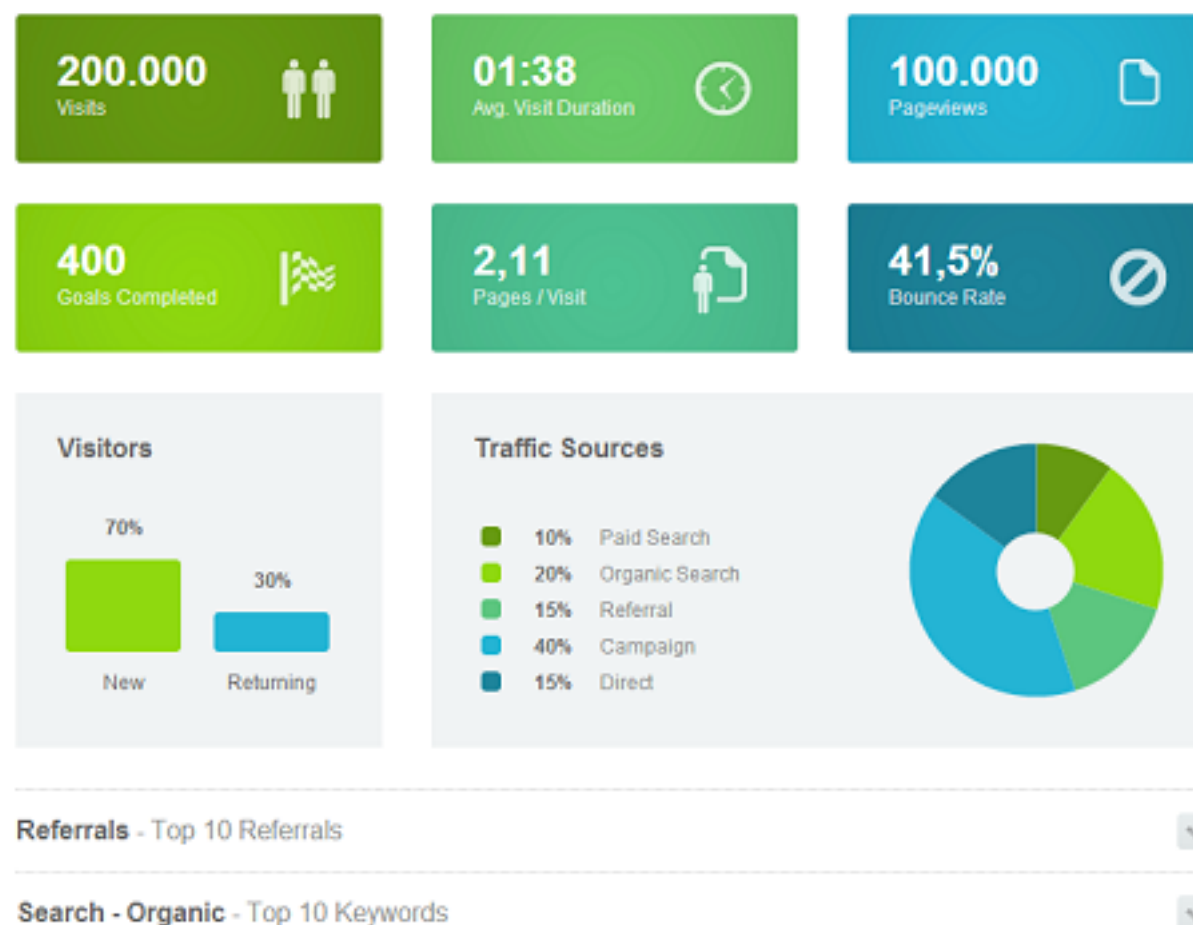 200.000
Visits
01:38
Avg. Visit Duration
100.000
Pageviews
400
Goals Completed
2,11
Pages / Visit
41,5%
Bounce Rate
Visitors
70%
30%
New
Returning
Traffic Sources
10% Paid Search
20% Organic Search
15% Referral
40% Campaign
15% Direct
Referrals - Top 10 Referrals
Search - Organic - Top 10 Keywords